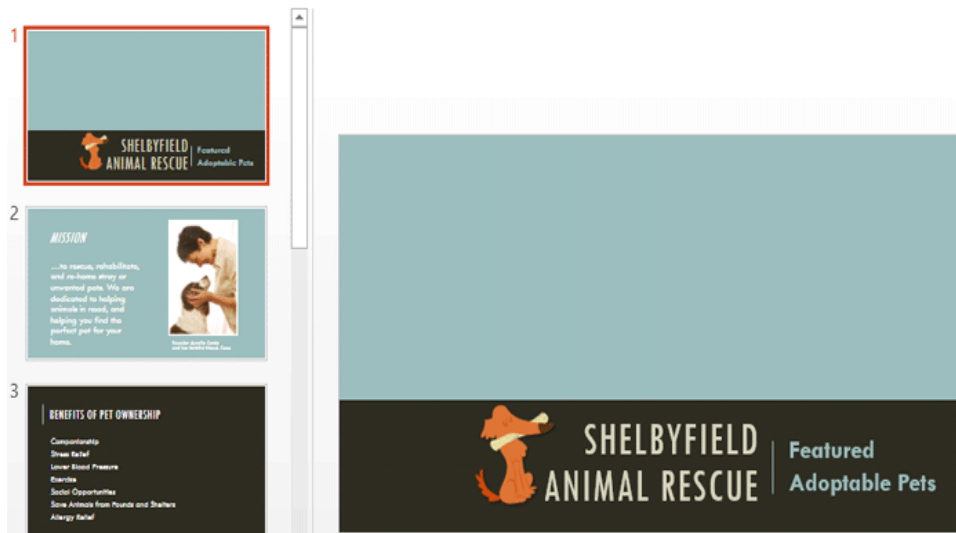 1
SHELBYFIELD
ANIMAL RESCUE
Featured
Adoptable Pets
2
MISSION
...to rescue, rehabilitate,
and re-home stray or
unwanted pets. We are
dedicated to helping
animals in need, and
helping you find the
perfect pet for your
home.
3
BENEFITS OF PET OWNERSHIP
Companionship
Stress Relief
Lower Blood Pressure
Exercise
Social Opportunities
Save Animals from Pounds and Shelters
Allergy Relief
SHELBYFIELD
ANIMAL RESCUE
Featured
Adoptable Pets